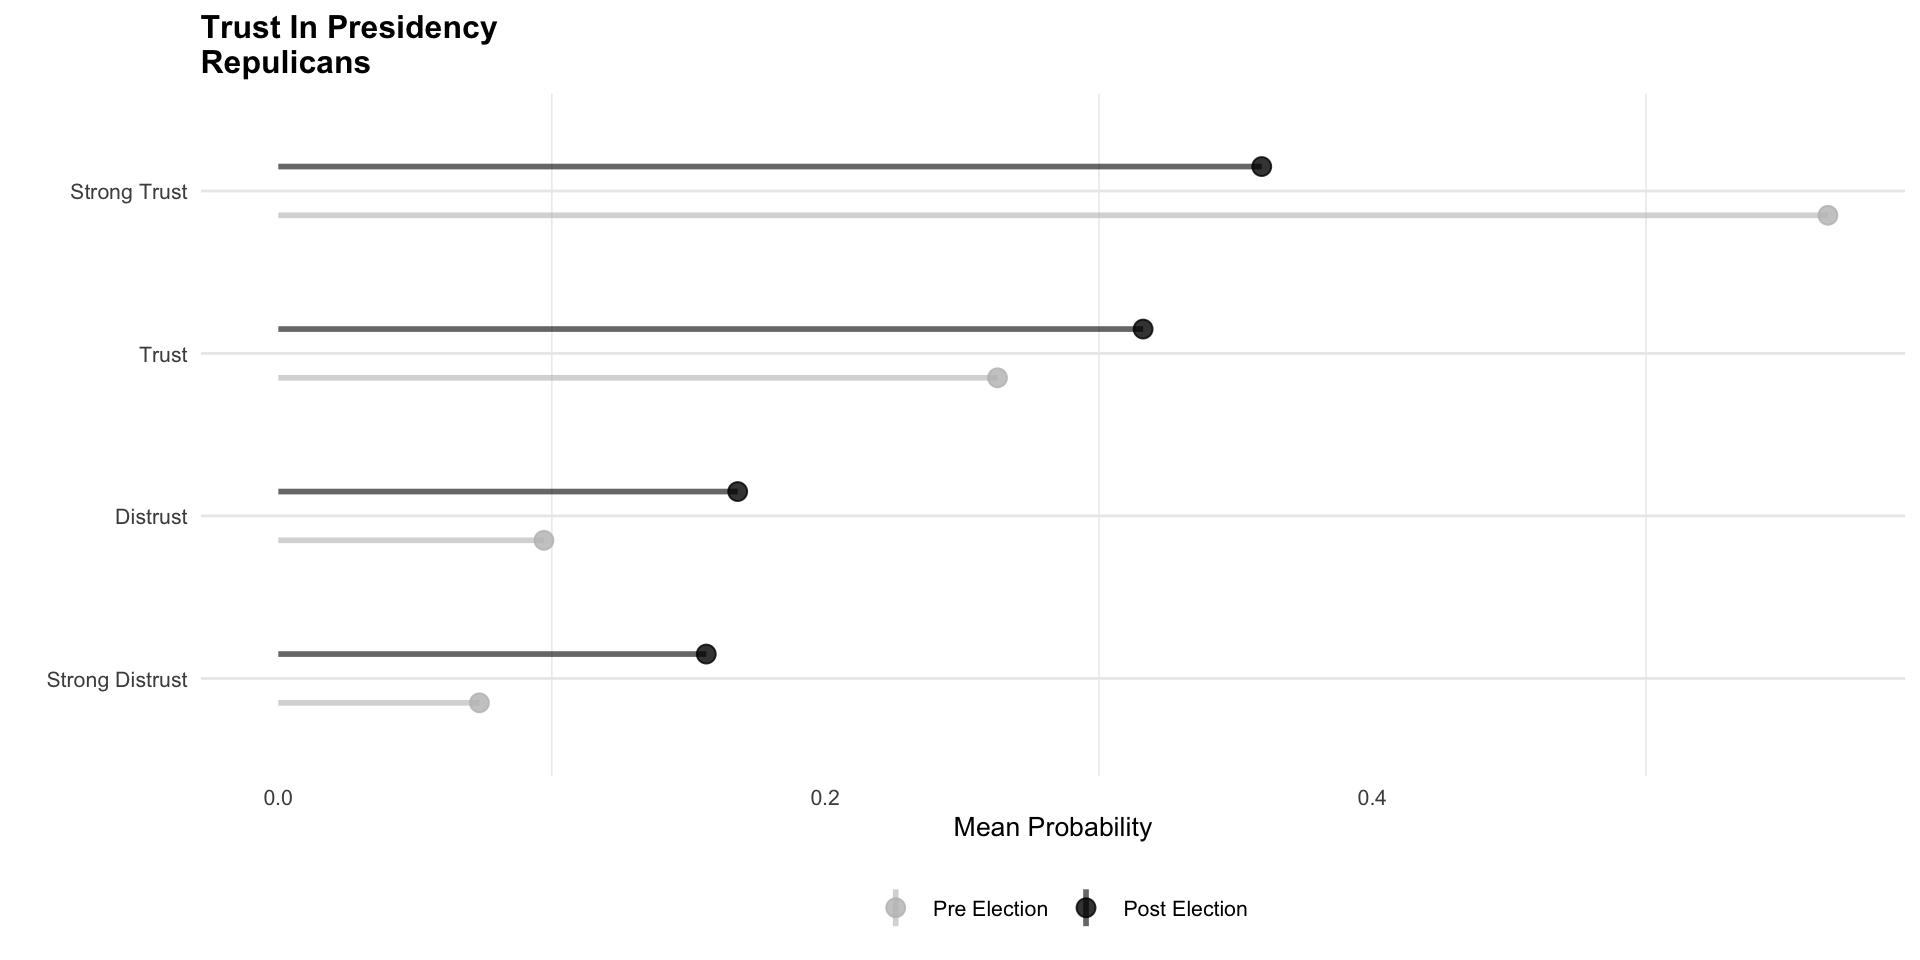 Trust In Presidency
Repulicans
Strong Trust
Trust
Distrust
Strong Distrust
0.0 0.2 0.4
Mean Probability
Pre Election Post Election